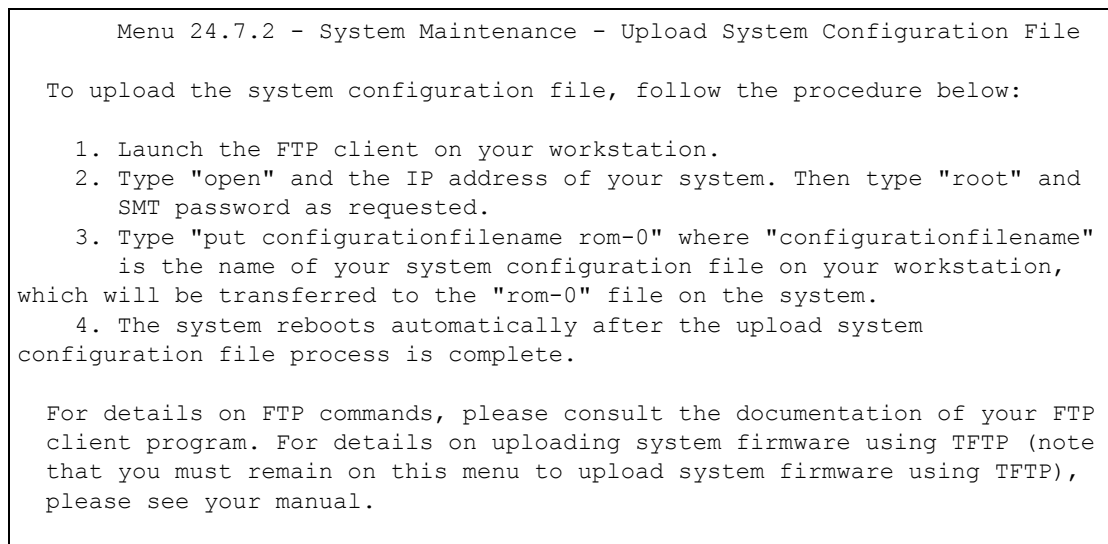 Menu 24.7.2 - System Maintenance - Upload System Configuration File
To upload the system configuration file, follow the procedure below:
1. Launch the FTP client on your workstation.
2. Type "open" and the IP address of your system. Then type "root" and
SMT password as requested.
3. Type "put configurationfilename rom-0" where "configurationfilename"
is the name of your system configuration file on your workstation,
which will be transferred to the "rom-0" file on the system.
4. The system reboots automatically after the upload system
configuration file process is complete.
For details on FTP commands, please consult the documentation of your FTP
client program. For details on uploading system firmware using TFTP (note
that you must remain on this menu to upload system firmware using TFTP),
please see your manual.